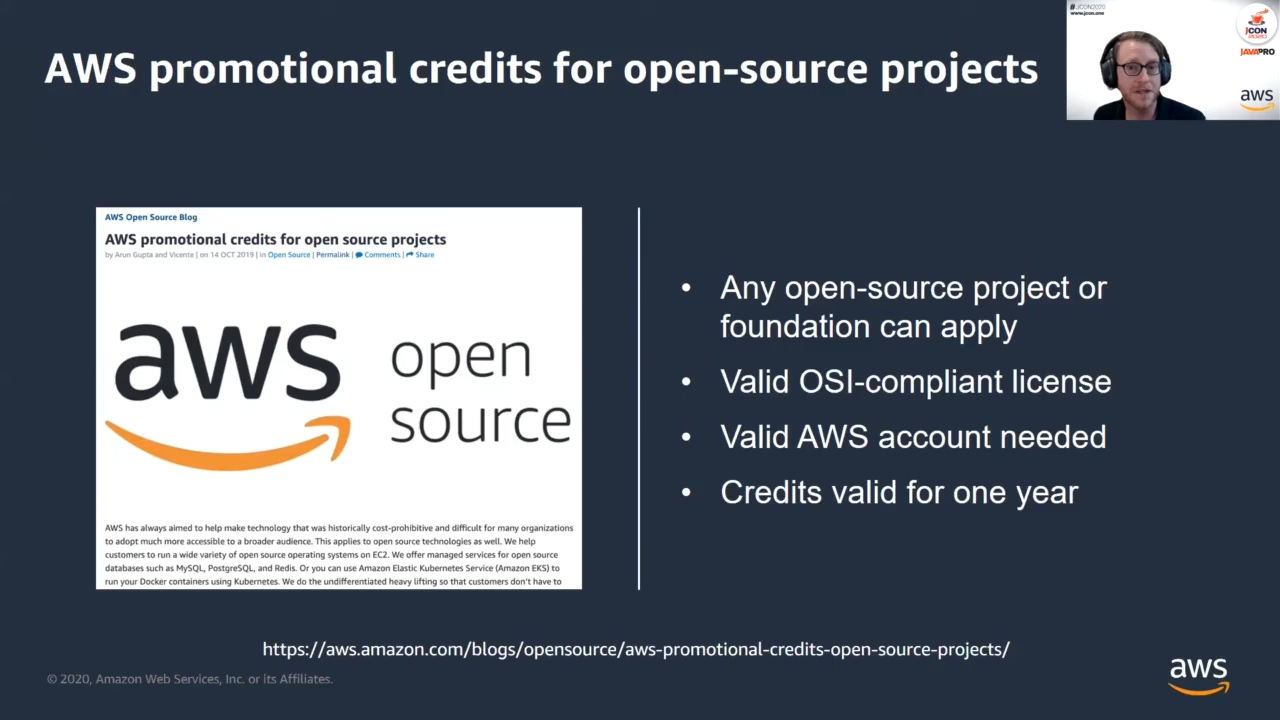 AWS promotional credits for open-source projects
#JCON2020
www.jcon.one
JCON
2020
JAVAPRO
aws
AWS Open Source Blog
AWS promotional credits for open source projects
by Arun Gupta and Vicente | on 14 OCT 2019 | in Open Source | Permalink | Comments | Share
aws open
source
AWS has always aimed to help make technology that was historically cost-prohibitive and difficult for many organizations
to adopt much more accessible to a broader audience. This applies to open source technologies as well. We help
customers to run a wide variety of open source operating systems on EC2. We offer managed services for open source
databases such as MySQL, PostgreSQL, and Redis. Or you can use Amazon Elastic Kubernetes Service (Amazon EKS) to
run your Docker containers using Kubernetes. We do the undifferentiated heavy lifting so that customers don't have to
• Any open-source project or
foundation can apply
• Valid OSI-compliant license
• Valid AWS account needed
• Credits valid for one year
https://aws.amazon.com/blogs/opensource/aws-promotional-credits-open-source-projects/
© 2020, Amazon Web Services, Inc. or its Affiliates.
aws